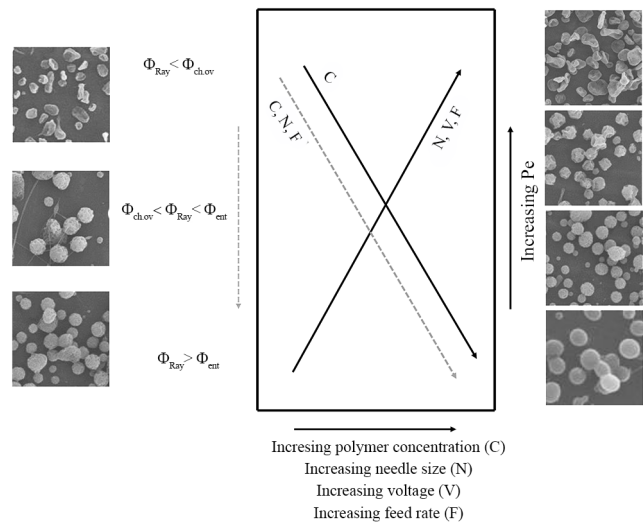 Φ_Ray < Φ_ch.ov
Φ_ch.ov < Φ_Ray < Φ_ent
Φ_Ray > Φ_ent
C
C, N, F
N, V, F
Increasing Pe
Incresing polymer concentration (C)
Increasing needle size (N)
Increasing voltage (V)
Increasing feed rate (F)